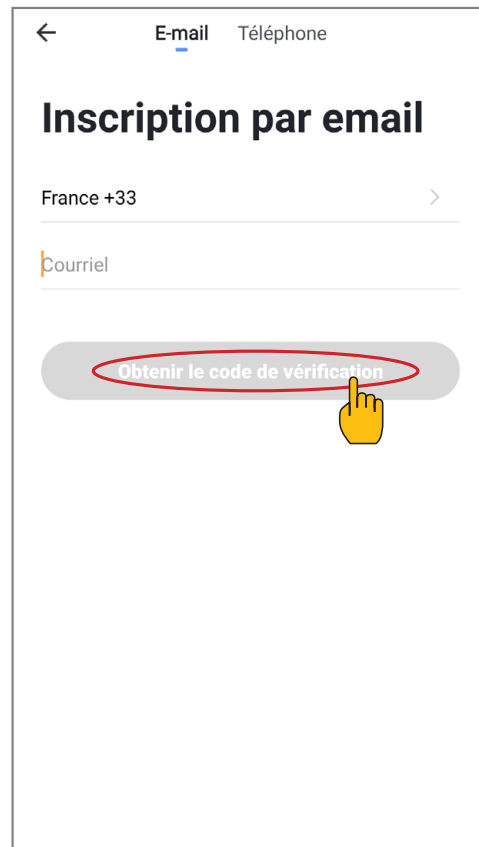 E-mail Téléphone
Inscription par email
France +33
Courriel
Obtenir le code de vérification